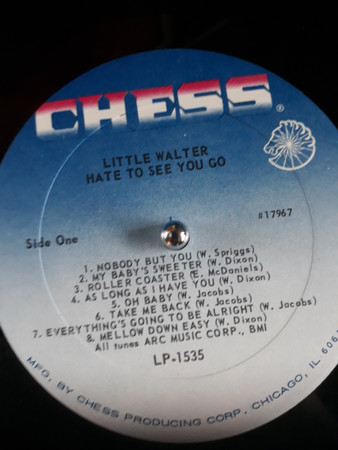 CHESS®
LITTLE WALTER
HATE TO SEE YOU GO
#17967
Side One
1. NOBODY BUT YOU (W. Spriggs)
2. MY BABY'S SWEETER (W. Dixon)
3. ROLLER COASTER (E. McDaniels)
4. AS LONG AS I HAVE YOU (W. Dixon)
5. OH BABY (W. Jacobs)
6. TAKE ME BACK (W. Jacobs)
7. EVERYTHING'S GOING TO BE ALRIGHT (W. Jacobs)
8. MELLOW DOWN EASY (W. Dixon)
All tunes ARC MUSIC CORP., BMI
LP-1535
MFG. BY CHESS PRODUCING CORP. CHICAGO, IL